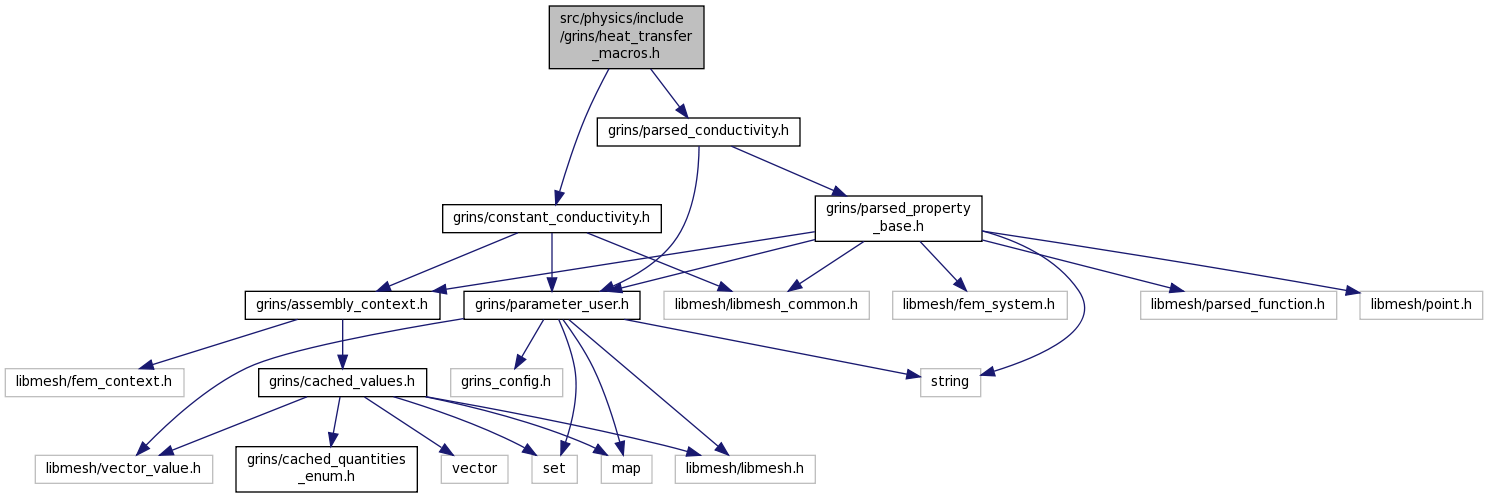 src/physics/include
/grins/heat_transfer
_macros.h
grins/parsed_conductivity.h
grins/constant_conductivity.h
grins/parsed_property
_base.h
grins/assembly_context.h
grins/parameter_user.h
libmesh/libmesh_common.h
libmesh/fem_system.h
libmesh/parsed_function.h
libmesh/point.h
libmesh/fem_context.h
grins/cached_values.h
grins_config.h
string
libmesh/vector_value.h
grins/cached_quantities
_enum.h
vector
set
map
libmesh/libmesh.h